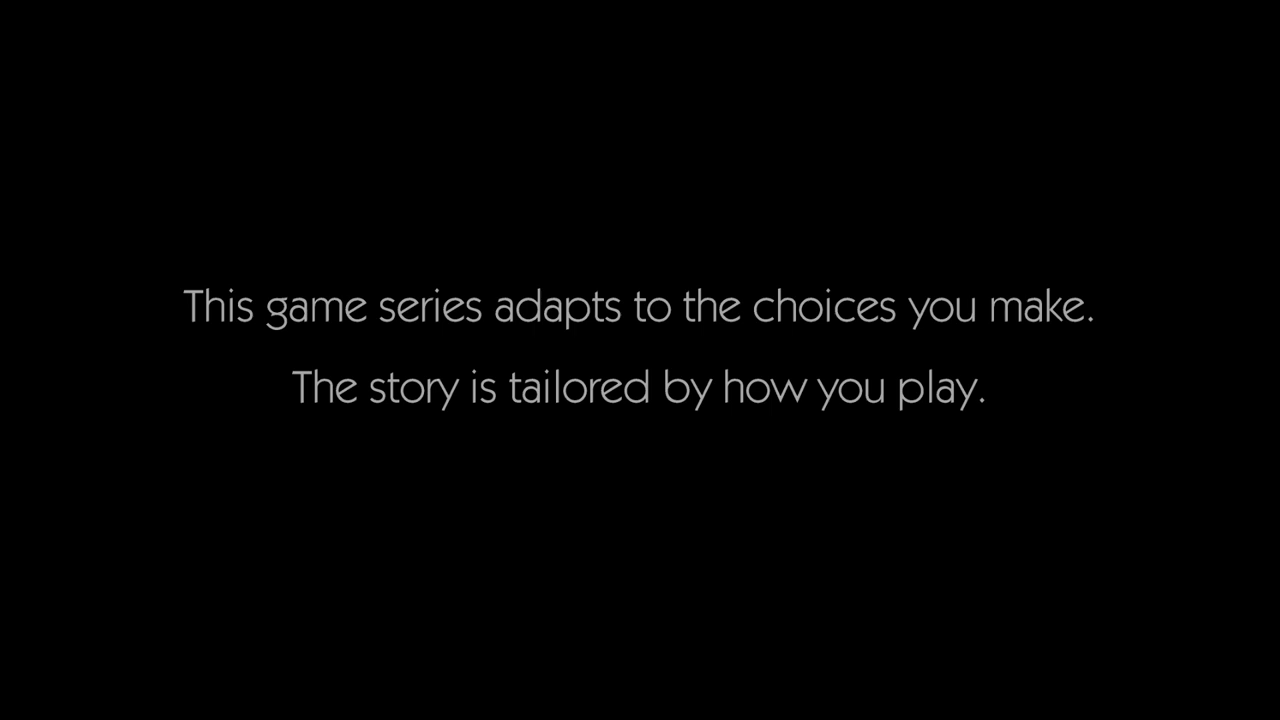 This game series adapts to the choices you make.
The story is tailored by how you play.